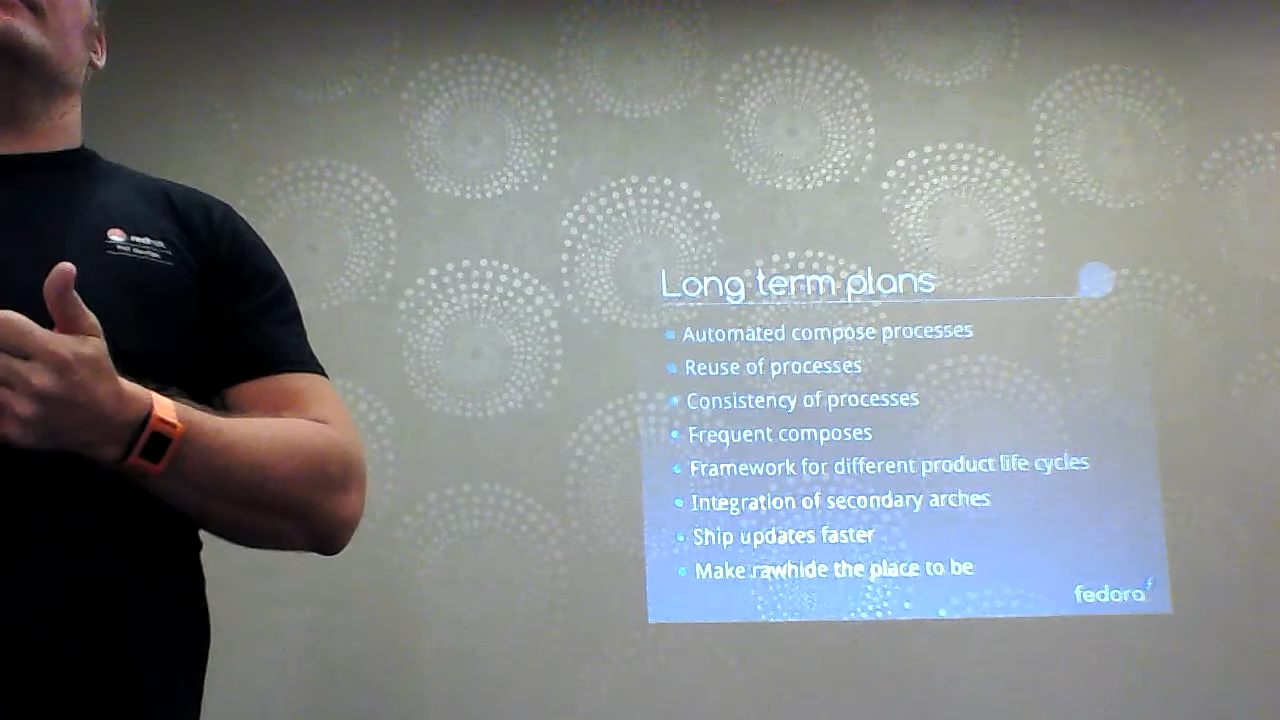 Long term plans
Automated compose processes
Reuse of processes
Consistency of processes
Frequent composes
Framework for different product life cycles
Integration of secondary arches
Ship updates faster
Make rawhide the place to be
fedora